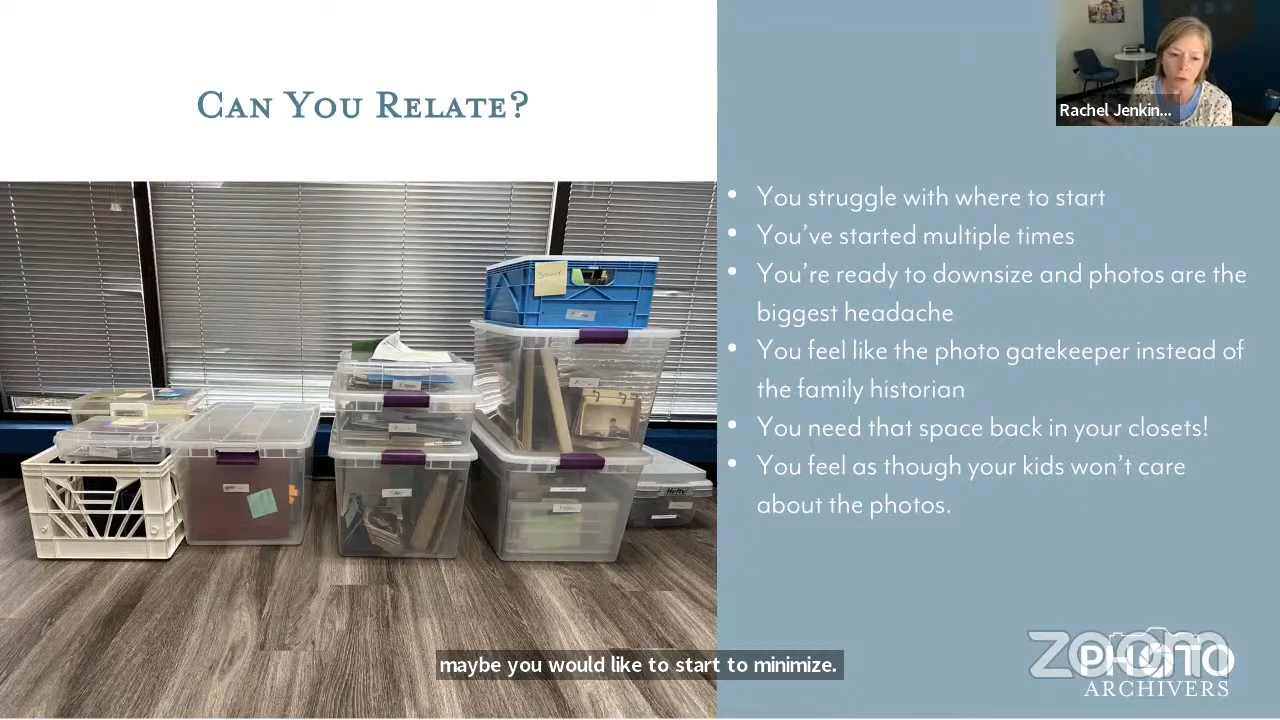 Can You Relate?
Rachel Jenkin...
• You struggle with where to start
• You've started multiple times
• You're ready to downsize and photos are the
biggest headache
• You feel like the photo gatekeeper instead of
the family historian
• You need that space back in your closets!
• You feel as though your kids won't care
about the photos.
Hefty
maybe you would like to start to minimize.
zoom
PHOTO
ARCHIVERS